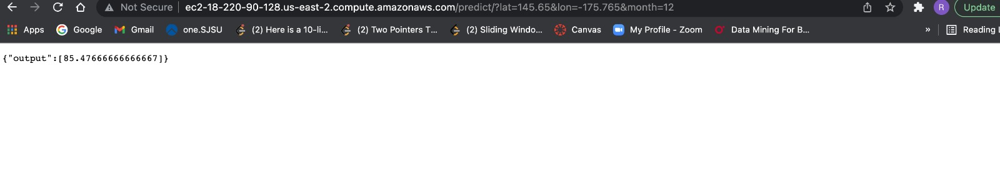 Not Secure ec2-18-220-90-128.us-east-2.compute.amazonaws.com/predict/?lat=145.65&lon=-175.765&month=12 R Update
Apps Google Gmail one.SJSU (2) Here is a 10-li... (2) Two Pointers T... (2) Sliding Windo... Canvas My Profile - Zoom Data Mining For B... » Reading
{"output":[85.47666666666667]}